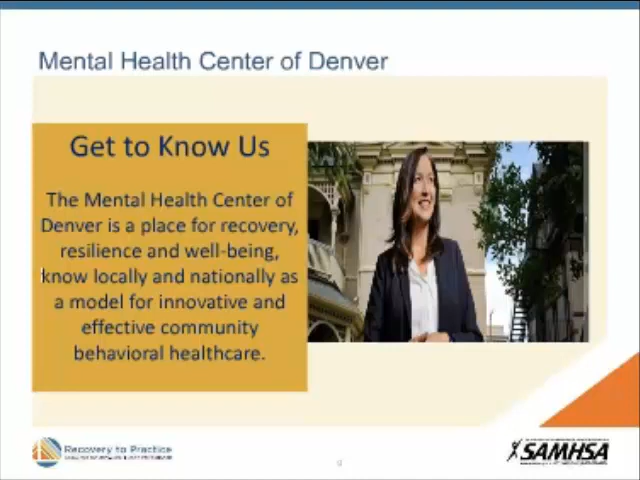 Mental Health Center of Denver
Get to Know Us
The Mental Health Center of
Denver is a place for recovery,
resilience and well-being,
know locally and nationally as
a model for innovative and
effective community
behavioral healthcare.
Recovery to Practice
SAMHSA